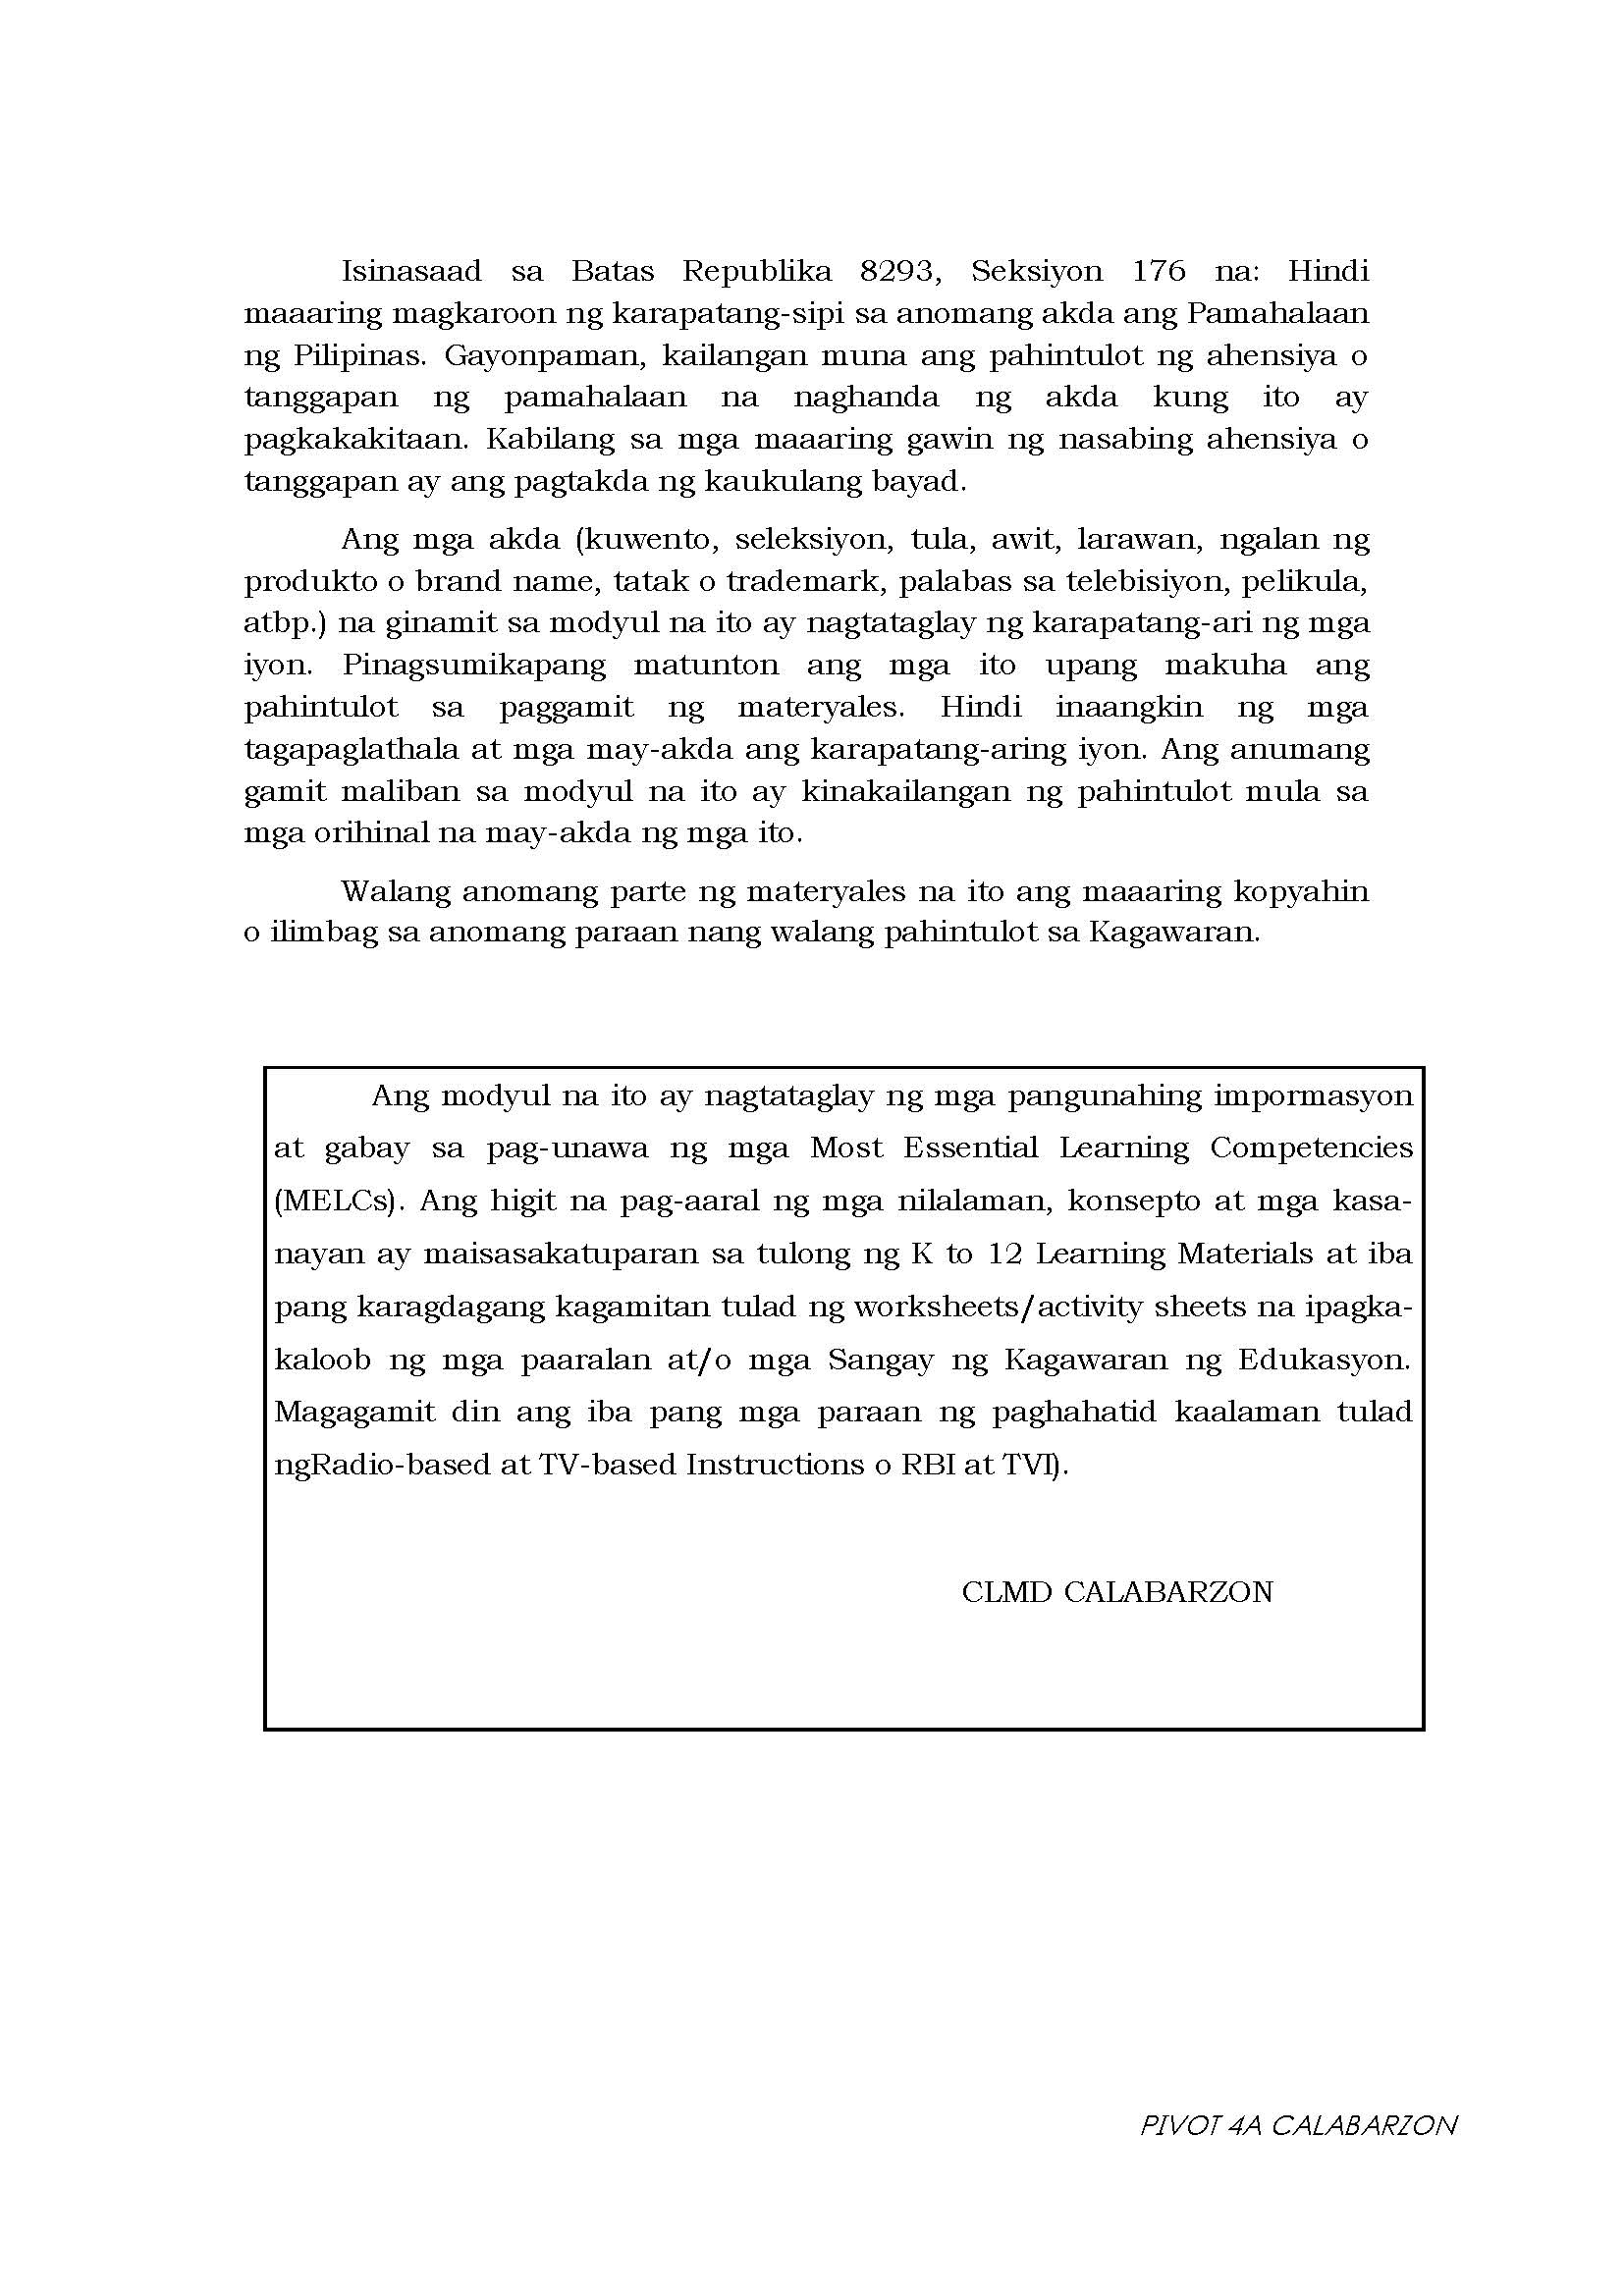 Isinasaad sa Batas Republika 8293, Seksiyon 176 na: Hindi
maaaring magkaroon ng karapatang-sipi sa anomang akda ang Pamahalaan
ng Pilipinas. Gayonpaman, kailangan muna ang pahintulot ng ahensiya o
tanggapan ng pamahalaan na naghanda ng akda kung ito ay
pagkakakitaan. Kabilang sa mga maaaring gawin ng nasabing ahensiya o
tanggapan ay ang pagtakda ng kaukulang bayad.
Ang mga akda (kuwento, seleksiyon, tula, awit, larawan, ngalan ng
produkto o brand name, tatak o trademark, palabas sa telebisiyon, pelikula,
atbp.) na ginamit sa modyul na ito ay nagtataglay ng karapatang-ari ng mga
iyon. Pinagsumikapang matunton ang mga ito upang makuha ang
pahintulot sa paggamit ng materyales. Hindi inaangkin ng mga
tagapaglathala at mga may-akda ang karapatang-aring iyon. Ang anumang
gamit maliban sa modyul na ito ay kinakailangan ng pahintulot mula sa
mga orihinal na may-akda ng mga ito.
Walang anomang parte ng materyales na ito ang maaaring kopyahin
o ilimbag sa anomang paraan nang walang pahintulot sa Kagawaran.
Ang modyul na ito ay nagtataglay ng mga pangunahing impormasyon
at gabay sa pag-unawa ng mga Most Essential Learning Competencies
(MELCs). Ang higit na pag-aaral ng mga nilalaman, konsepto at mga kasa-
nayan ay maisasakatuparan sa tulong ng K to 12 Learning Materials at iba
pang karagdagang kagamitan tulad ng worksheets/activity sheets na ipagka-
kaloob ng mga paaralan at/o mga Sangay ng Kagawaran ng Edukasyon.
Magagamit din ang iba pang mga paraan ng paghahatid kaalaman tulad
ngRadio-based at TV-based Instructions o RBI at TVI).
CLMD CALABARZON
PIVOT 4A CALABARZON